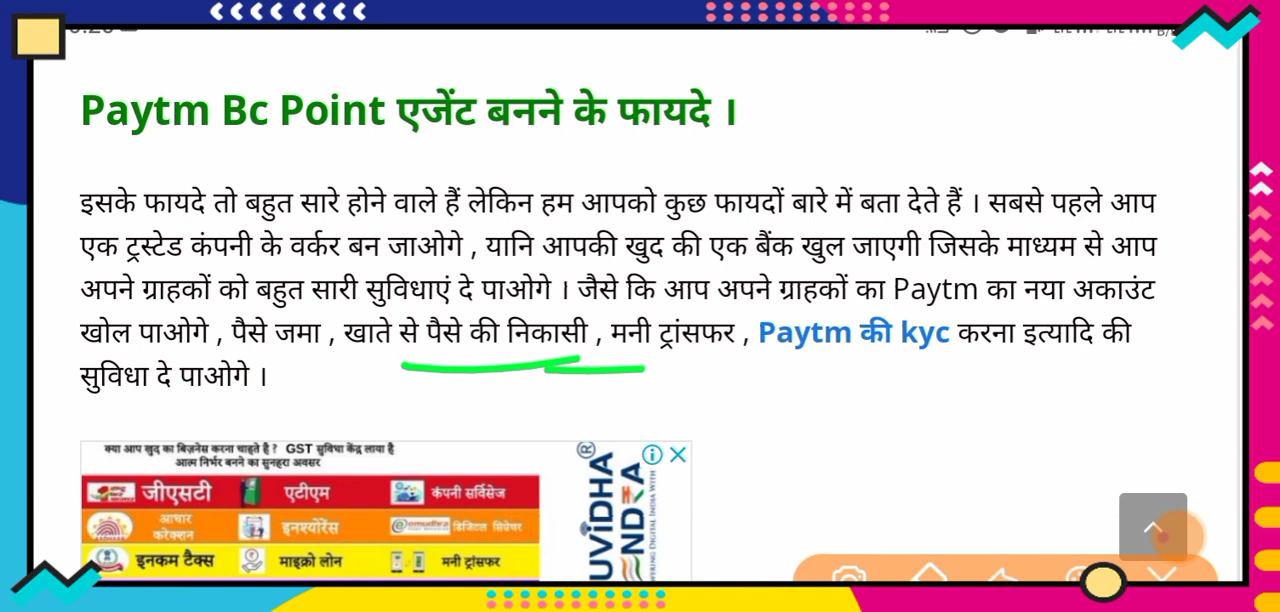 Paytm Bc Point एजेंट बनने के फायदे ।
इसके फायदे तो बहुत सारे होने वाले हैं लेकिन हम आपको कुछ फायदों बारे में बता देते हैं । सबसे पहले आप
एक ट्रस्टेड कंपनी के वर्कर बन जाओगे , यानि आपकी खुद की एक बैंक खुल जाएगी जिसके माध्यम से आप
अपने ग्राहकों को बहुत सारी सुविधाएं दे पाओगे । जैसे कि आप अपने ग्राहकों का Paytm का नया अकाउंट
खोल पाओगे , पैसे जमा , खाते से पैसे की निकासी , मनी ट्रांसफर , Paytm की kyc करना इत्यादि की
सुविधा दे पाओगे ।
क्या आप खुद का बिज़नेस करना चाहते है ? GST सुविधा केंद्र लाया है
आत्म निर्भर बनने का सुनहरा अवसर
जीएसटी एटीएम कंपनी सर्विसेज
आधार करेक्शन इनश्योरेंस emudhra डिजिटल सिग्नेचर
इनकम टैक्स माइक्रो लोन मनी ट्रांसफर